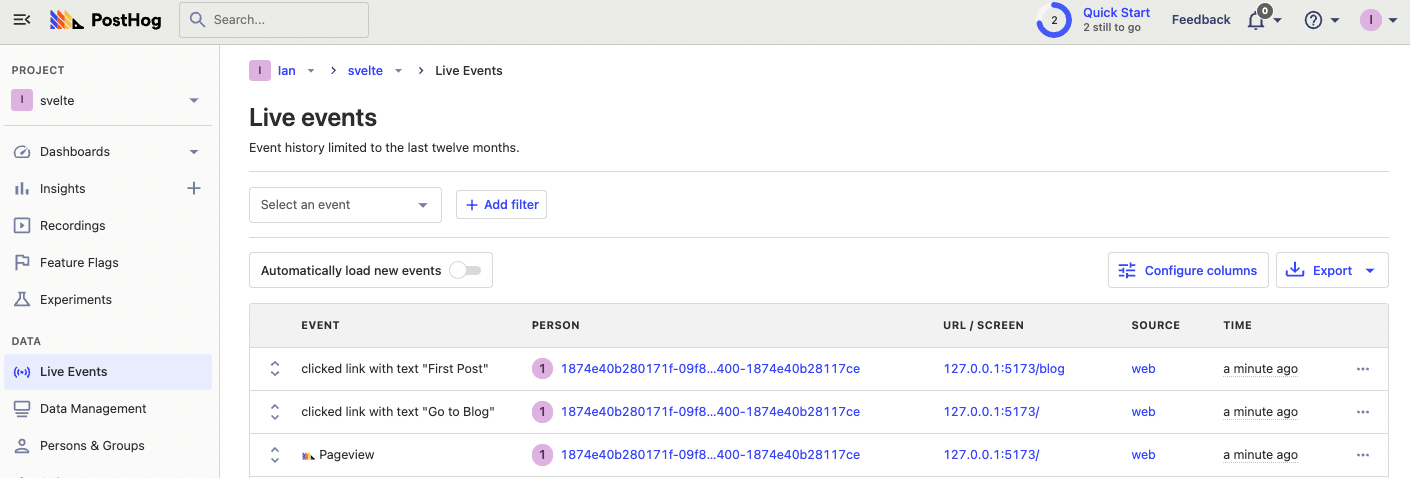 PostHog
Search...
2
Quick Start
2 still to go
Feedback
0
I
PROJECT
I svelte
Dashboards
Insights
Recordings
Feature Flags
Experiments
DATA
Live Events
Data Management
Persons & Groups
I Ian svelte Live Events
Live events
Event history limited to the last twelve months.
Select an event
Add filter
Automatically load new events
Configure columns
Export
EVENT PERSON URL / SCREEN SOURCE TIME
clicked link with text "First Post" 1 1874e40b280171f-09f8...400-1874e40b28117ce 127.0.0.1:5173/blog web a minute ago
clicked link with text "Go to Blog" 1 1874e40b280171f-09f8...400-1874e40b28117ce 127.0.0.1:5173/ web a minute ago
Pageview 1 1874e40b280171f-09f8...400-1874e40b28117ce 127.0.0.1:5173/ web a minute ago